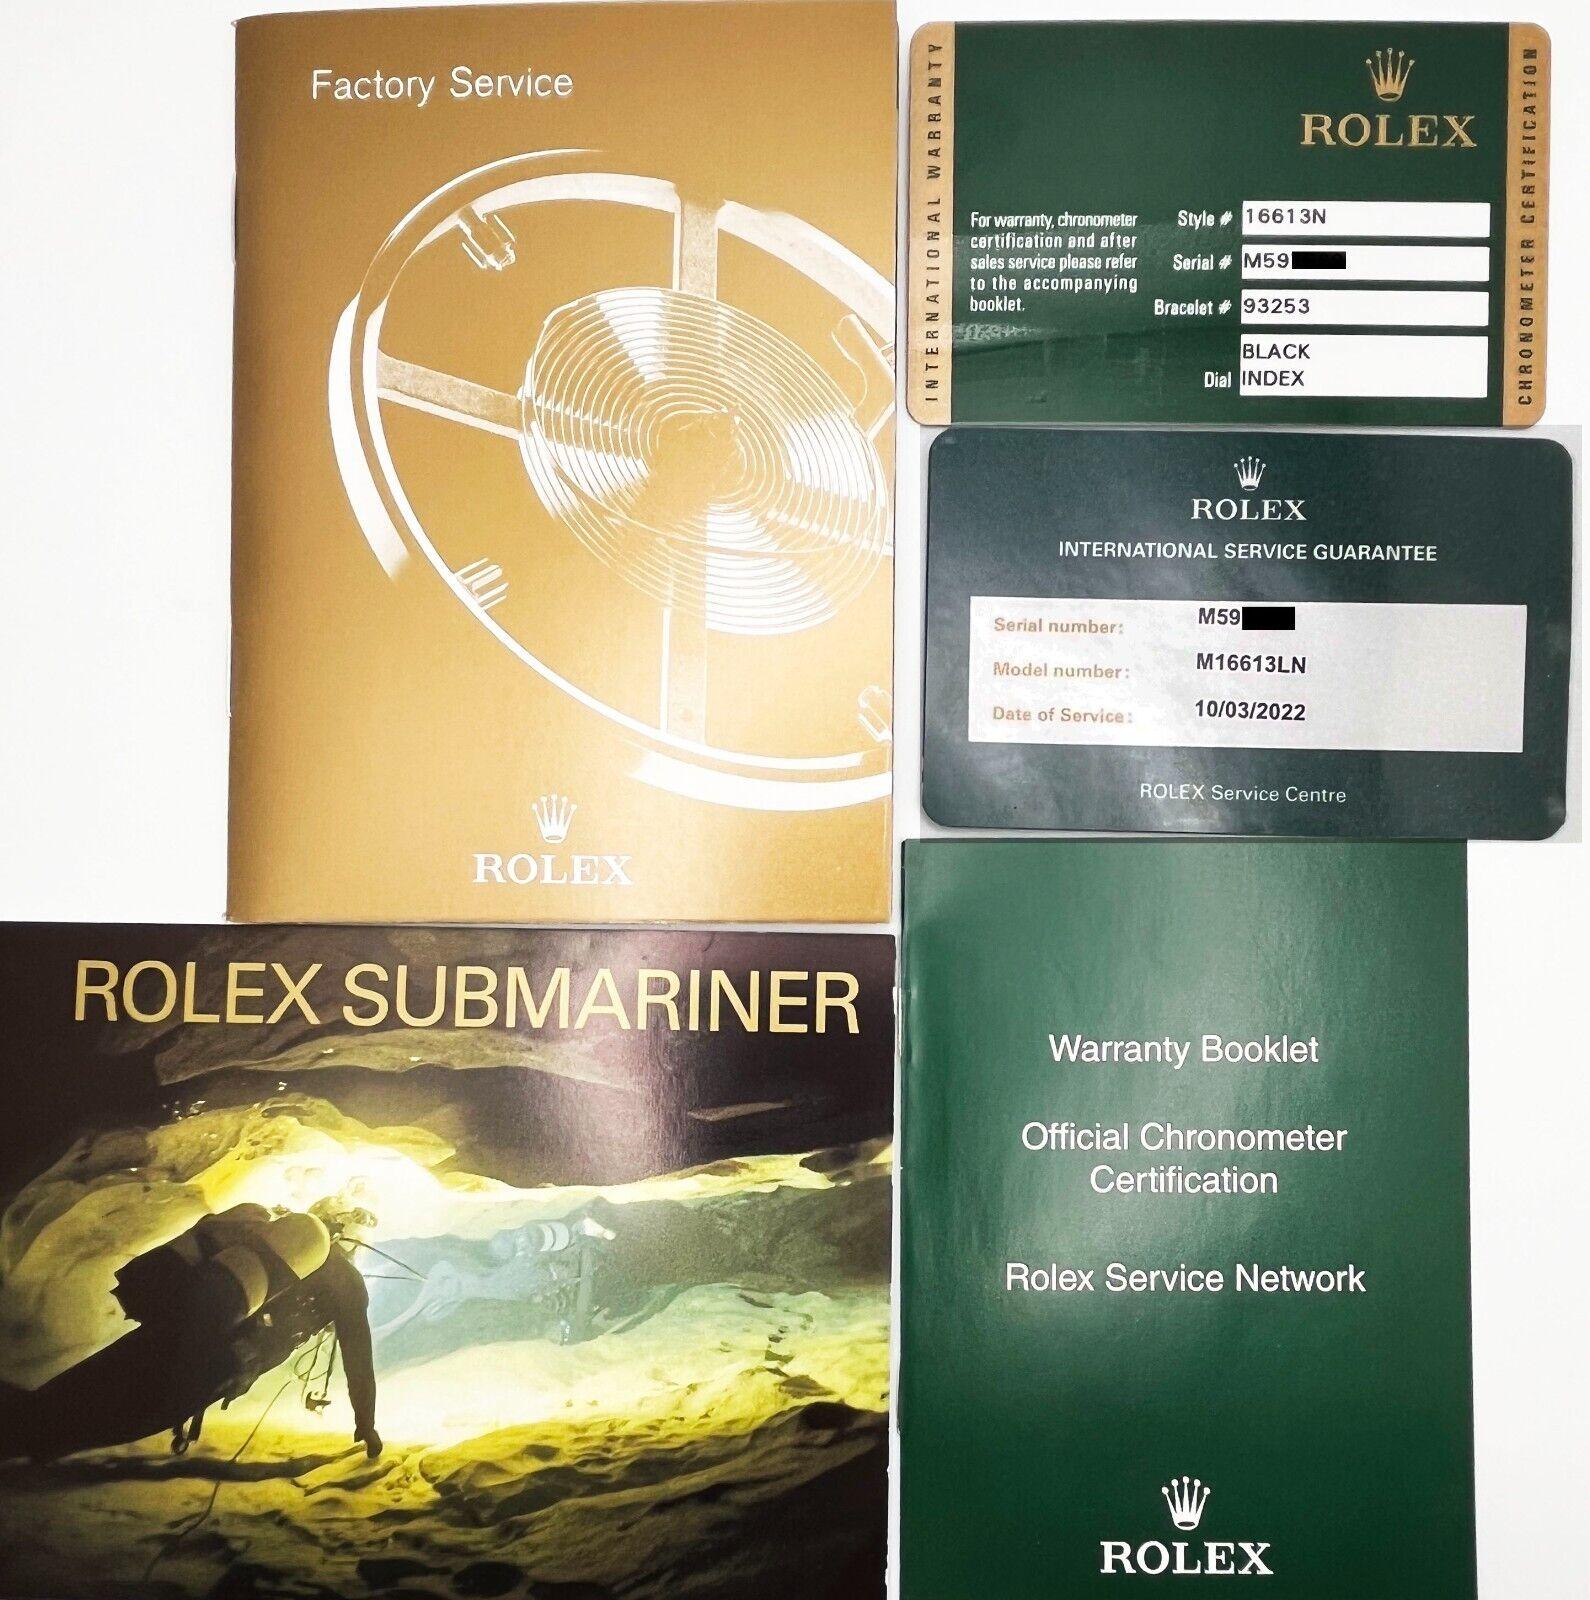 Factory Service
ROLEX
INTERNATIONAL WARRANTY
ROLEX
CHRONOMETER CERTIFICATION
For warranty, chronometer
certification and after
sales service please refer
to the accompanying
booklet.
Style # 16613N
Serial # M59
Bracelet # 93253
BLACK
Dial INDEX
ROLEX
INTERNATIONAL SERVICE GUARANTEE
Serial number: M59
Model number: M16613LN
Date of Service: 10/03/2022
ROLEX Service Centre
ROLEX SUBMARINER
Warranty Booklet
Official Chronometer
Certification
Rolex Service Network
ROLEX